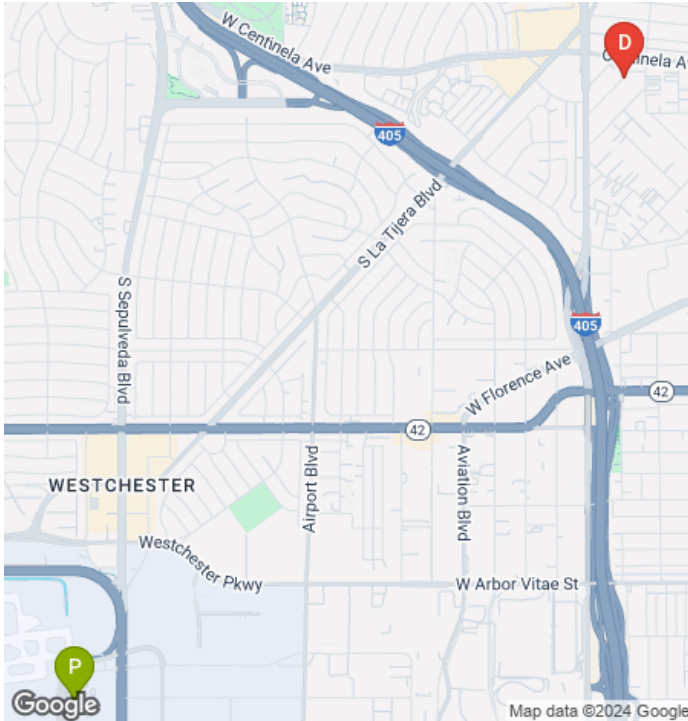 W Centinela Ave
D
Centinela Av
405
S La Tijera Blvd
S Sepulveda Blvd
405
W Florence Ave
42
42
WESTCHESTER
Airport Blvd
Aviation Blvd
Westchester Pkwy
W Arbor Vitae St
P
Google
Map data ©2024 Google